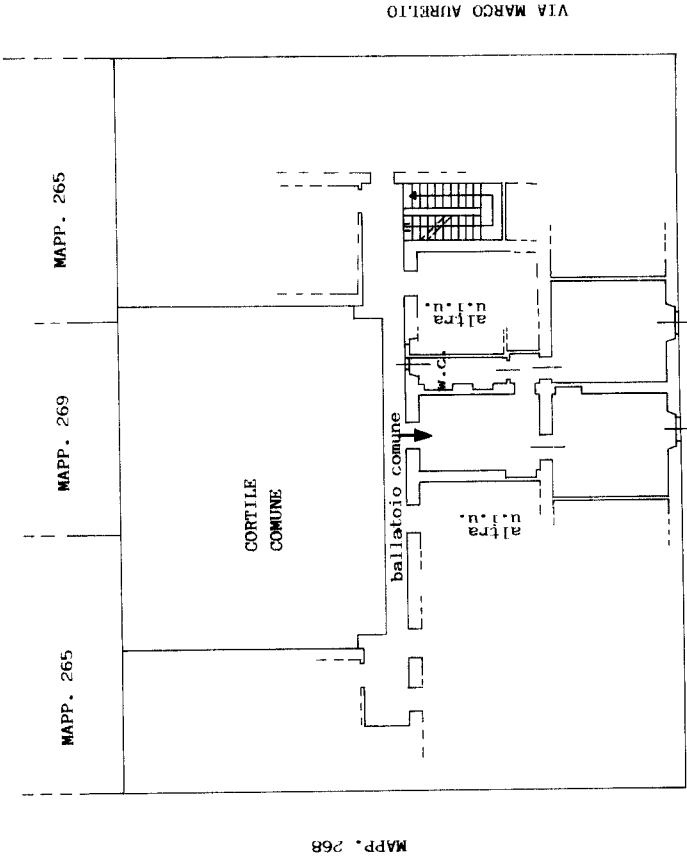 VIA MARCO AURELIO
MAPP. 265
MAPP. 269
MAPP. 265
CORTILE
COMUNE
ballatoio comune
W.C.
altra
u.i.u.
altra
u.i.u.
MAPP. 268